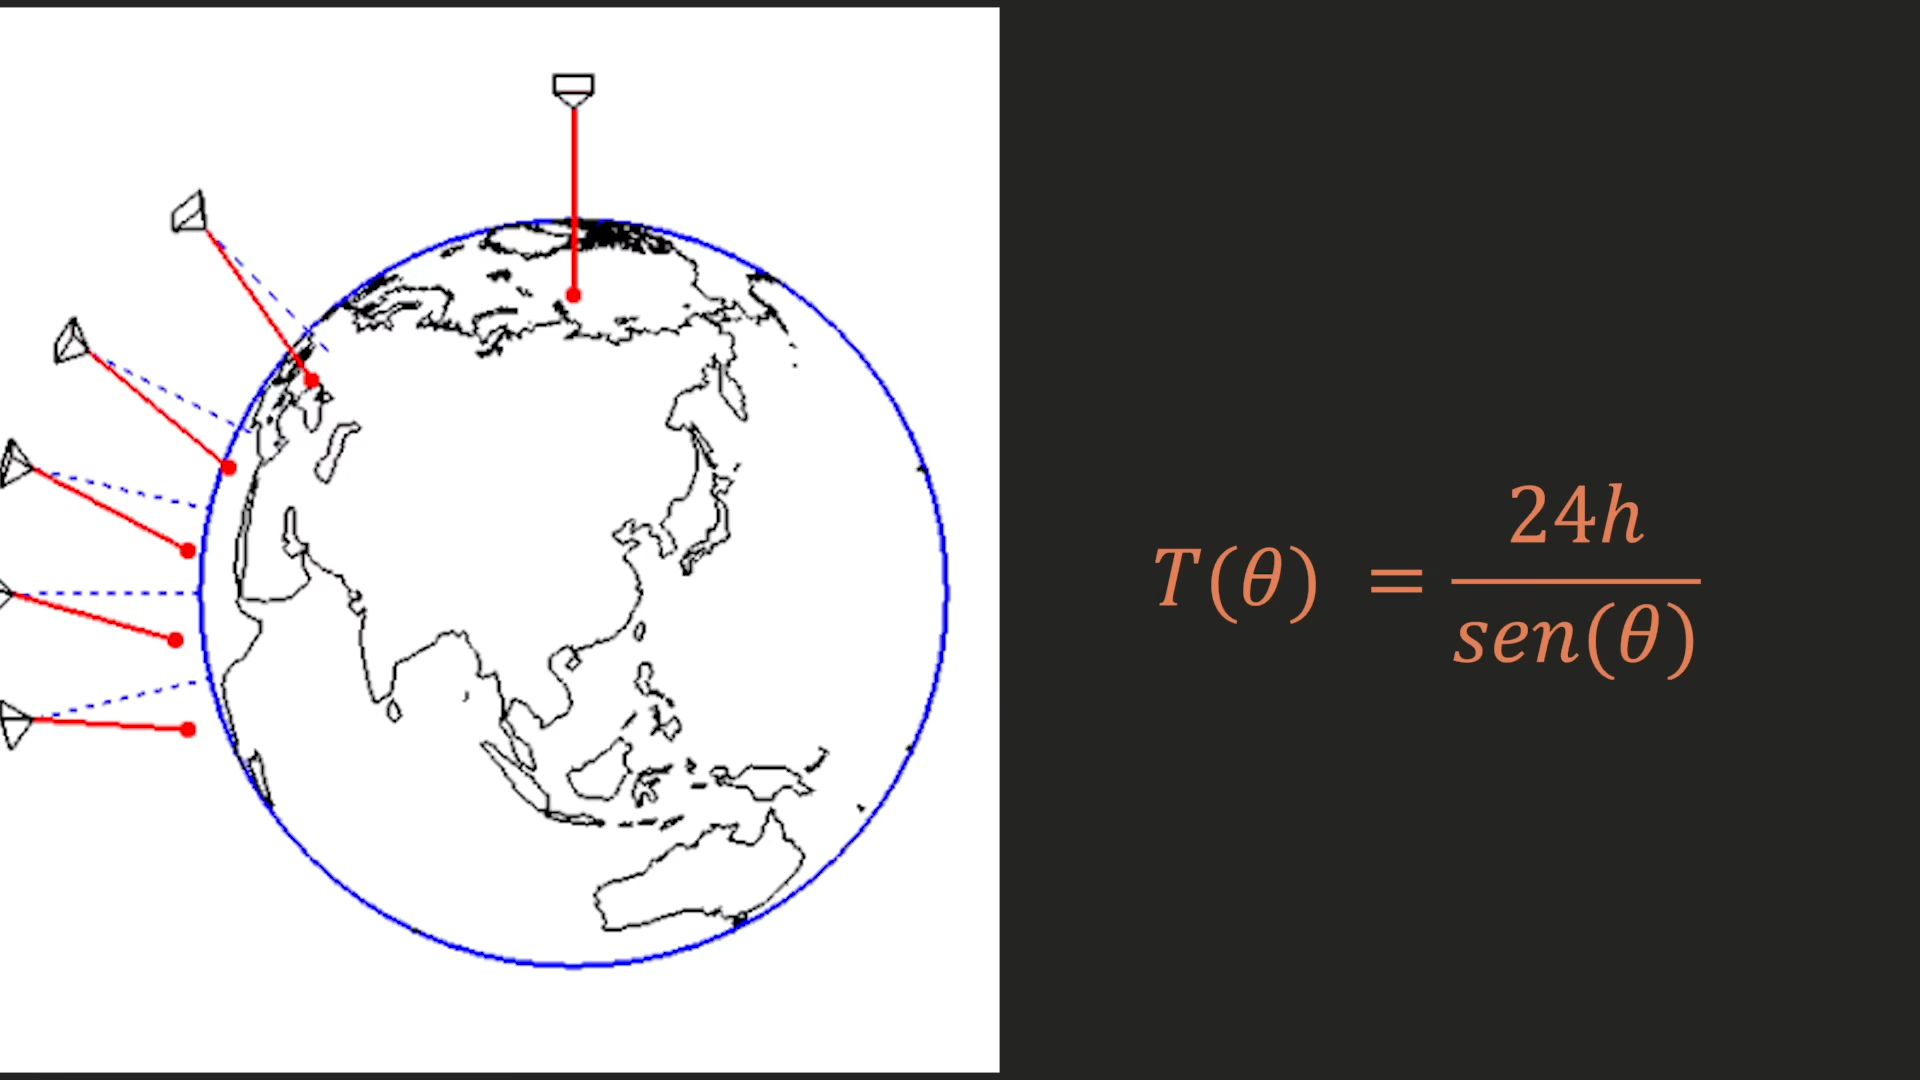 T(θ) = 24h / sen(θ)